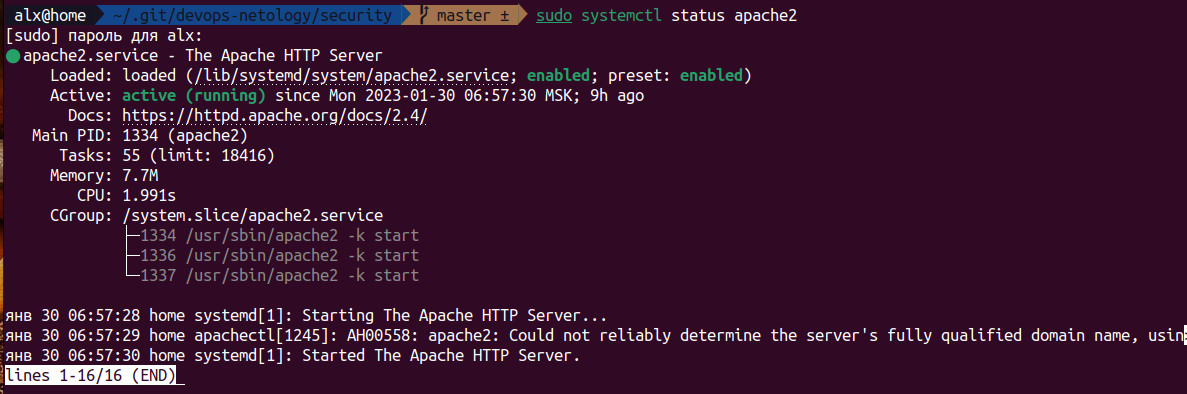 alx@home ~/.git/devops-netology/security master ± sudo systemctl status apache2
[sudo] пароль для alx:
● apache2.service - The Apache HTTP Server
     Loaded: loaded (/lib/systemd/system/apache2.service; enabled; preset: enabled)
     Active: active (running) since Mon 2023-01-30 06:57:30 MSK; 9h ago
       Docs: https://httpd.apache.org/docs/2.4/
   Main PID: 1334 (apache2)
      Tasks: 55 (limit: 18416)
     Memory: 7.7M
        CPU: 1.991s
     CGroup: /system.slice/apache2.service
             ├─1334 /usr/sbin/apache2 -k start
             ├─1336 /usr/sbin/apache2 -k start
             └─1337 /usr/sbin/apache2 -k start
янв 30 06:57:28 home systemd[1]: Starting The Apache HTTP Server...
янв 30 06:57:29 home apachectl[1245]: AH00558: apache2: Could not reliably determine the server's fully qualified domain name, usin
янв 30 06:57:30 home systemd[1]: Started The Apache HTTP Server.
lines 1-16/16 (END)